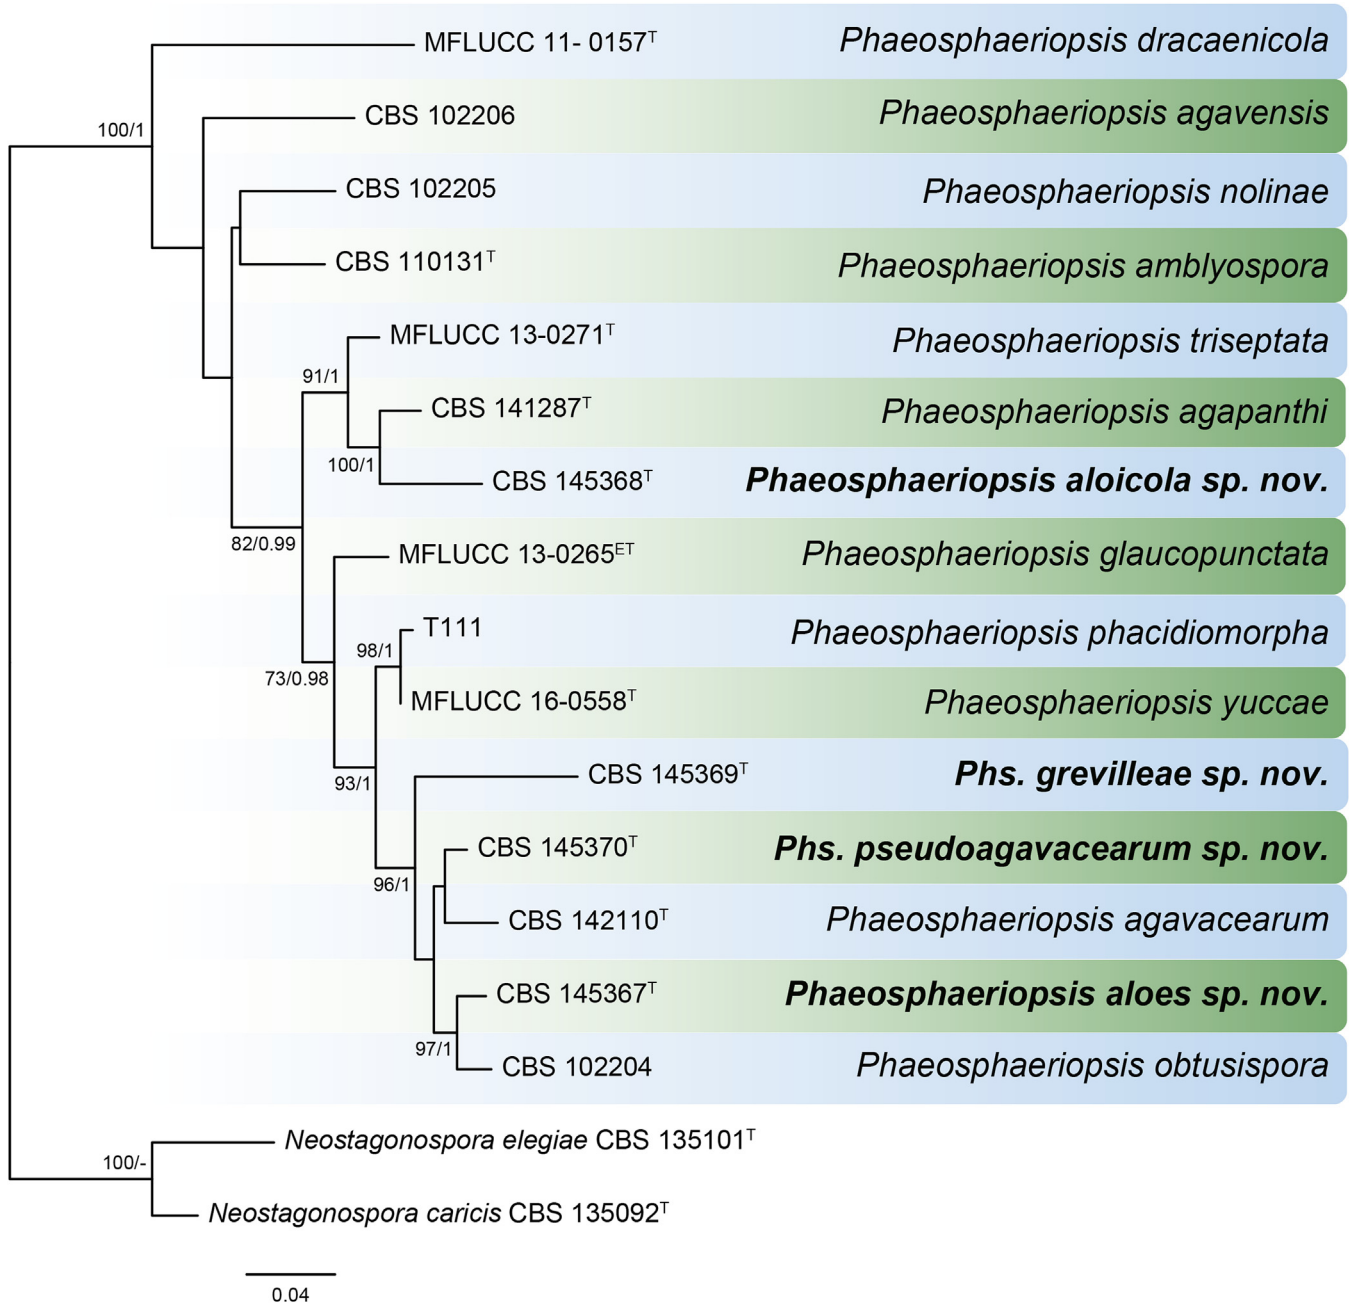 MFLUCC 11- 0157ᵀ Phaeosphaeriopsis dracaenicola
CBS 102206 Phaeosphaeriopsis agavensis
100/1
CBS 102205 Phaeosphaeriopsis nolinae
CBS 110131ᵀ Phaeosphaeriopsis amblyospora
MFLUCC 13-0271ᵀ Phaeosphaeriopsis triseptata
91/1
CBS 141287ᵀ Phaeosphaeriopsis agapanthi
100/1
CBS 145368ᵀ Phaeosphaeriopsis aloicola sp. nov.
82/0.99
MFLUCC 13-0265ᴱᵀ Phaeosphaeriopsis glaucopunctata
T111 Phaeosphaeriopsis phacidiomorpha
98/1
73/0.98
MFLUCC 16-0558ᵀ Phaeosphaeriopsis yuccae
CBS 145369ᵀ Phs. grevilleae sp. nov.
93/1
CBS 145370ᵀ Phs. pseudoagavacearum sp. nov.
96/1
CBS 142110ᵀ Phaeosphaeriopsis agavacearum
CBS 145367ᵀ Phaeosphaeriopsis aloes sp. nov.
97/1
CBS 102204 Phaeosphaeriopsis obtusispora
Neostagonospora elegiae CBS 135101ᵀ
100/-
Neostagonospora caricis CBS 135092ᵀ
0.04